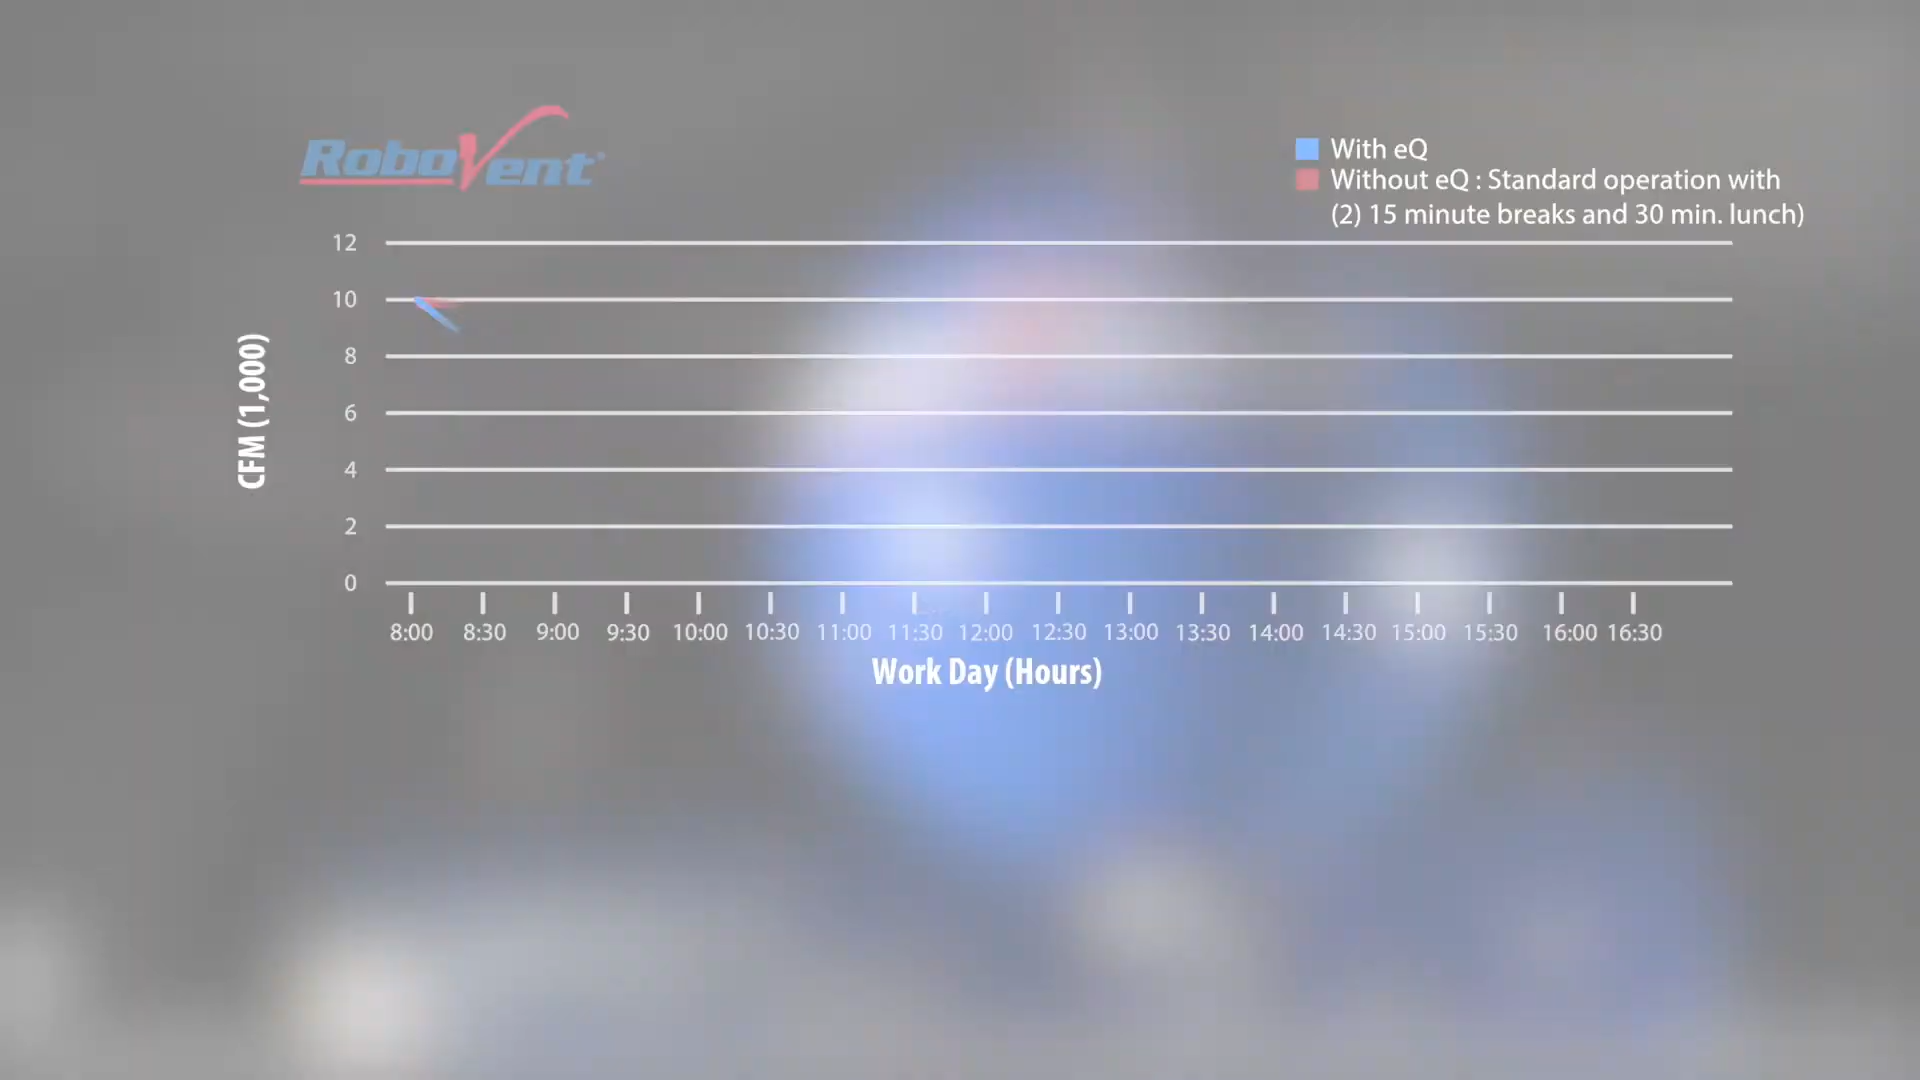 RoboVent®
With eQ
Without eQ : Standard operation with
(2) 15 minute breaks and 30 min. lunch)
12
10
8
6
4
2
0
CFM (1,000)
8:00 8:30 9:00 9:30 10:00 10:30 11:00 11:30 12:00 12:30 13:00 13:30 14:00 14:30 15:00 15:30 16:00 16:30
Work Day (Hours)